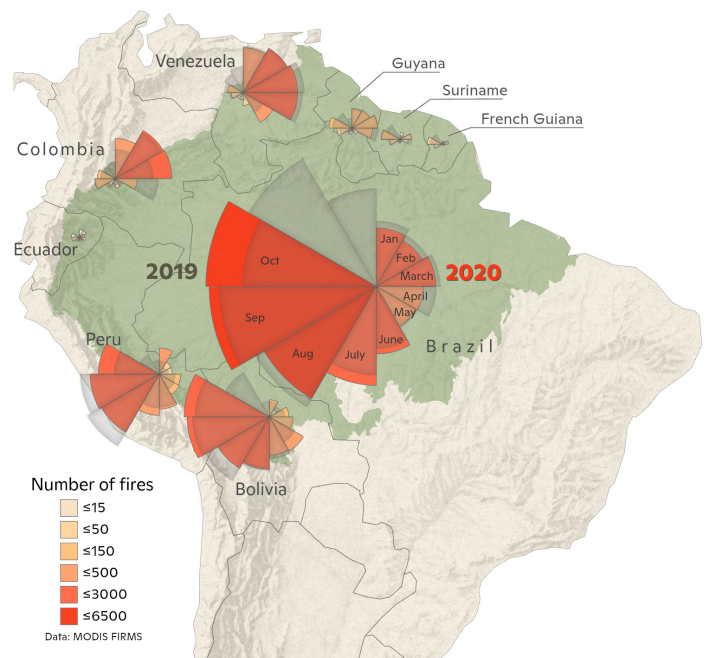 Venezuela
Guyana
Suriname
French Guiana
Colombia
Ecuador
2019
2020
Jan
Feb
March
April
May
June
July
Aug
Sep
Oct
Peru
Brazil
Bolivia
Number of fires
≤15
≤50
≤150
≤500
≤3000
≤6500
Data: MODIS FIRMS